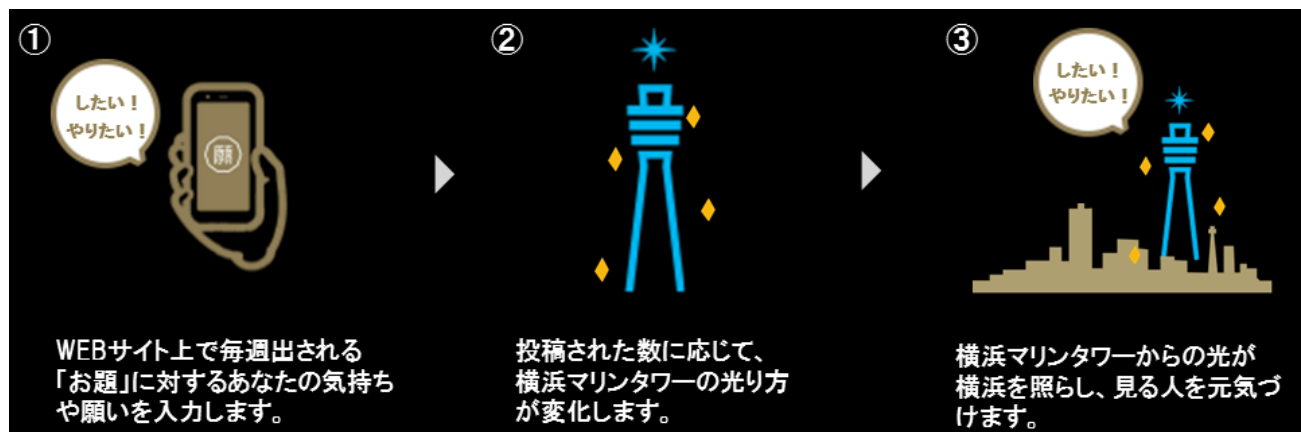 ①
したい！
やりたい！
願
WEBサイト上で毎週出される
「お題」に対するあなたの気持ち
や願いを入力します。
②
投稿された数に応じて、
横浜マリンタワーの光り方
が変化します。
③
したい！
やりたい！
横浜マリンタワーからの光が
横浜を照らし、見る人を元気づ
けます。